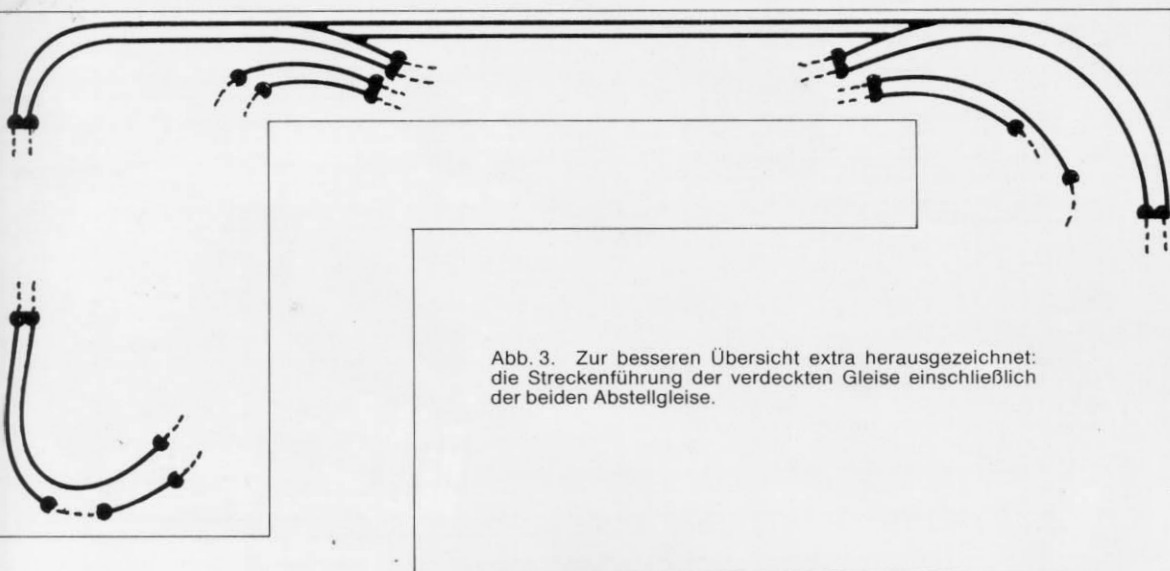 Abb. 3. Zur besseren Übersicht extra herausgezeichnet:
die Streckenführung der verdeckten Gleise einschließlich
der beiden Abstellgleise.